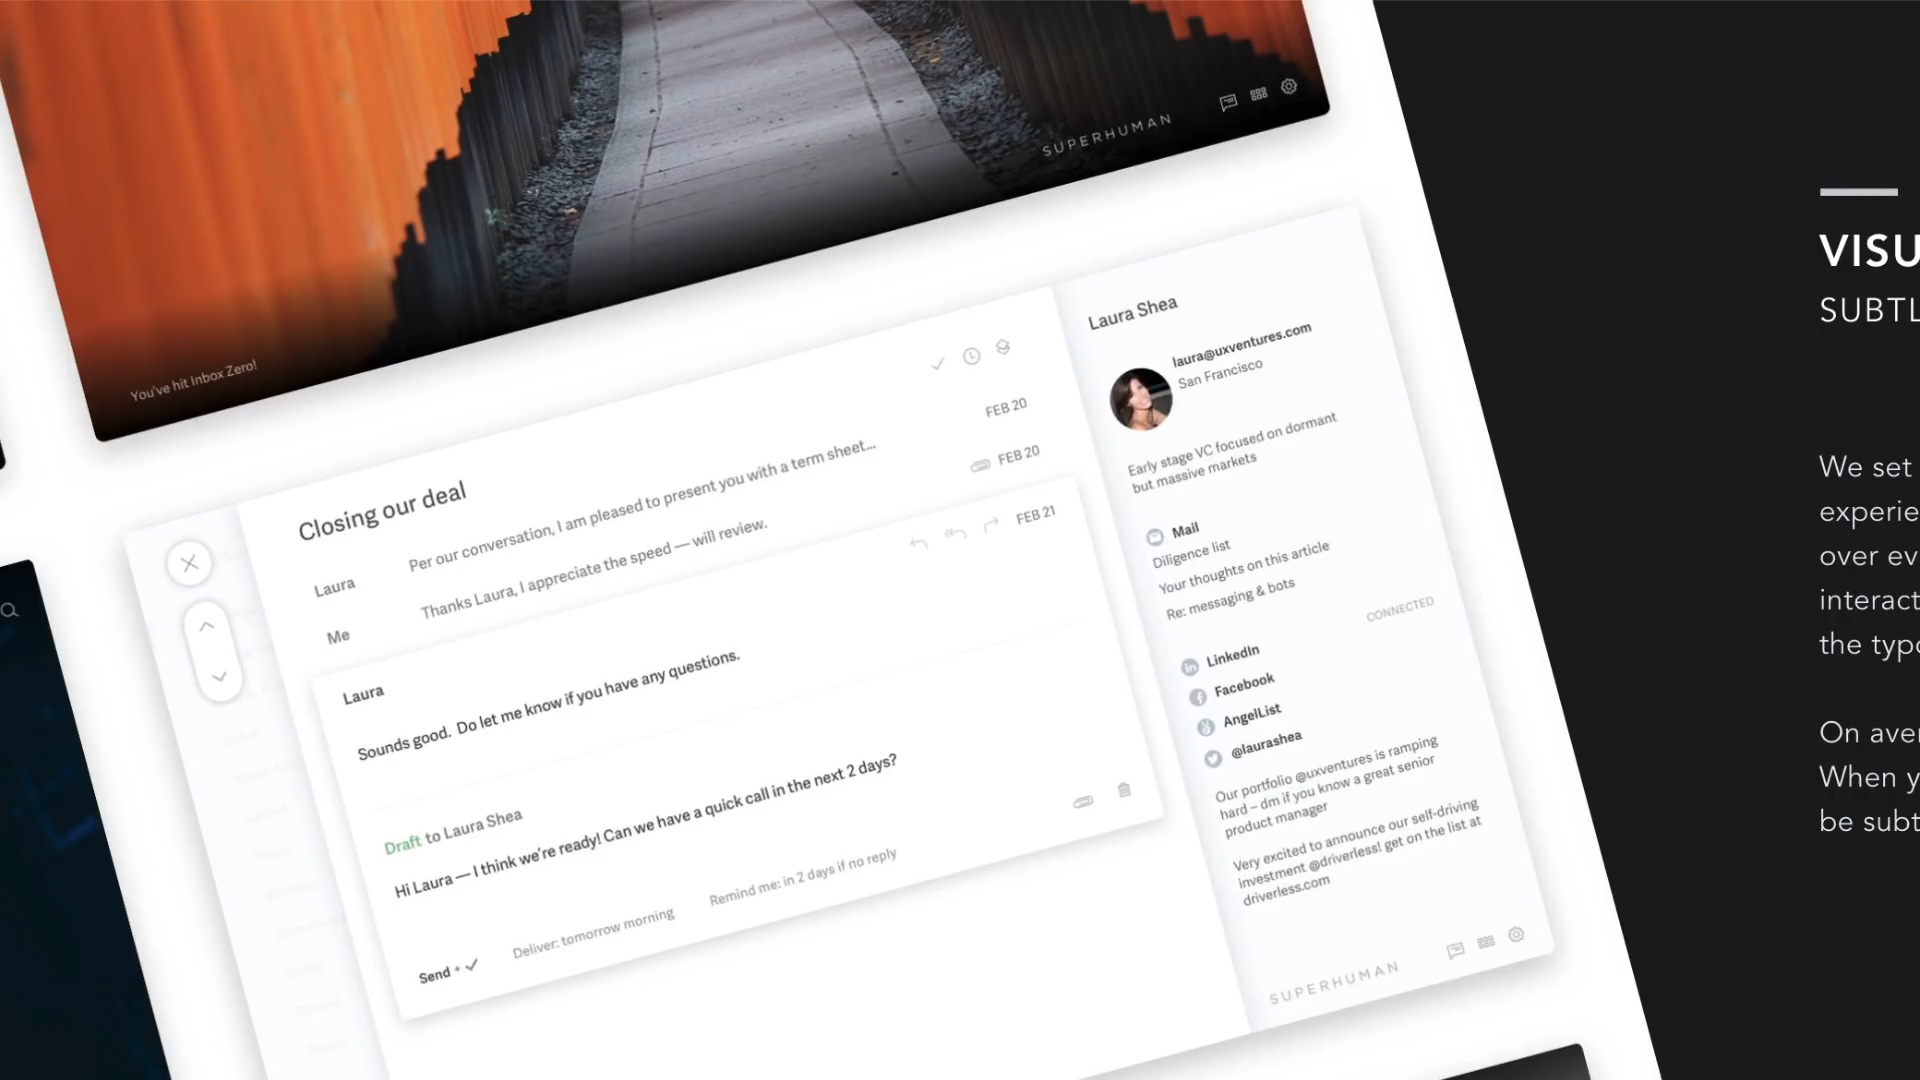 SUPERHUMAN
You've hit Inbox Zero!
Closing our deal
Laura Per our conversation, I am pleased to present you with a term sheet... FEB 20
Me Thanks Laura, I appreciate the speed — will review. FEB 20
Laura FEB 21
Sounds good. Do let me know if you have any questions.
Draft to Laura Shea
Hi Laura — I think we're ready! Can we have a quick call in the next 2 days?
Send + Deliver: tomorrow morning Remind me: in 2 days if no reply
Laura Shea
laura@uxventures.com
San Francisco
Early stage VC focused on dormant
but massive markets
Mail
Diligence list
Your thoughts on this article
Re: messaging & bots
CONNECTED
LinkedIn
Facebook
AngelList
@laurashea
Our portfolio @uxventures is ramping
hard – dm if you know a great senior
product manager
Very excited to announce our self-driving
investment @driverless! get on the list at
driverless.com
SUPERHUMAN
VISU
SUBTL
We set
experie
over ev
interact
the typo
On aver
When y
be subt